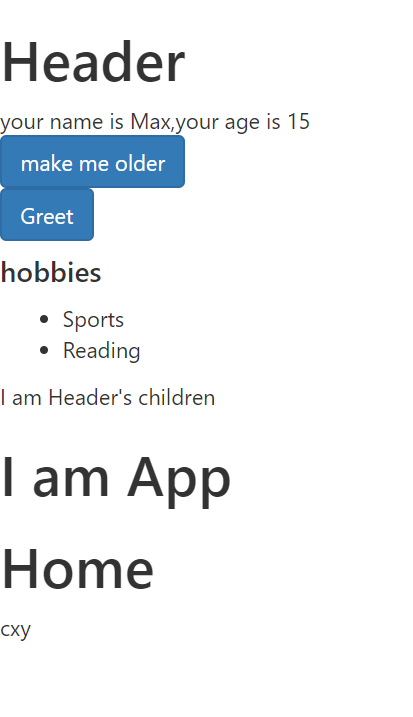 Header
your name is Max,your age is 15
make me older
Greet
hobbies
Sports
Reading
I am Header's children
I am App
Home
cxy